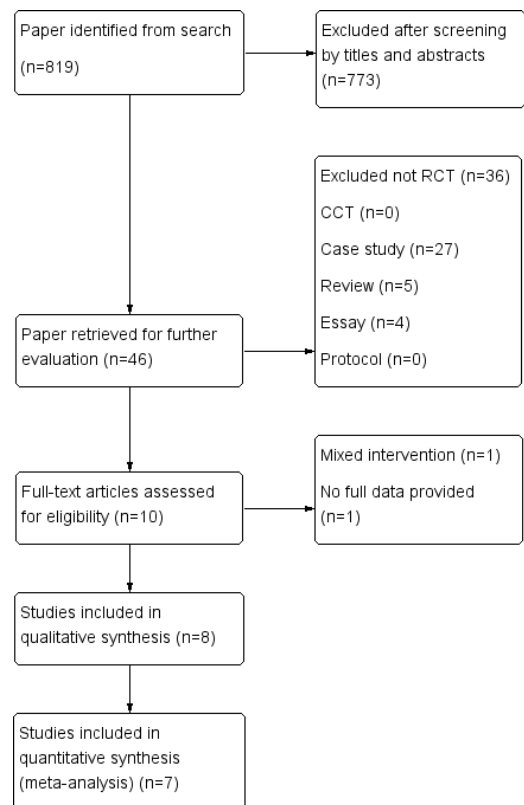 Paper identified from search
(n=819)
Excluded after screening
by titles and abstracts
(n=773)
Excluded not RCT (n=36)
CCT (n=0)
Case study (n=27)
Review (n=5)
Essay (n=4)
Protocol (n=0)
Paper retrieved for further
evaluation (n=46)
Mixed intervention (n=1)
No full data provided
(n=1)
Full-text articles assessed
for eligibility (n=10)
Studies included in
qualitative synthesis (n=8)
Studies included in
quantitative synthesis
(meta-analysis) (n=7)